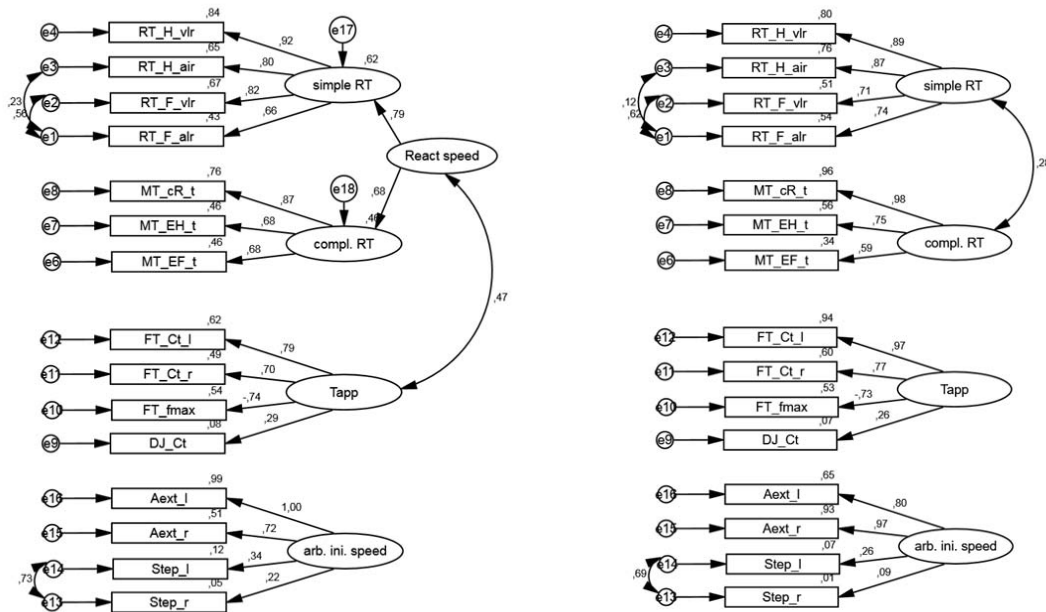 ,84
e4 RT_H_vlr
,92
e17
,65
,62
e3 RT_H_air
,80
simple RT
,67
,23
e2 RT_F_vlr
,82
,56
,43
e1 RT_F_alr
,66
,79
React speed
,76
e8 MT_cR_t
,87
e18
,68
,46
e7 MT_EH_t
,68
,46
compl. RT
,46
e6 MT_EF_t
,68
,47
,62
e12 FT_Ct_l
,79
,49
e11 FT_Ct_r
,70
Tapp
,54
e10 FT_fmax
-,74
,08
e9 DJ_Ct
,29
,99
e16 Aext_l
1,00
,51
e15 Aext_r
,72
arb. ini. speed
,12
e14 Step_l
,34
,73
,05
e13 Step_r
,22
,80
e4 RT_H_vlr
,89
,76
e3 RT_H_air
,87
simple RT
,51
,12
e2 RT_F_vlr
,71
,62
,54
e1 RT_F_alr
,74
,28
,96
e8 MT_cR_t
,98
,56
e7 MT_EH_t
,75
compl. RT
,34
e6 MT_EF_t
,59
,94
e12 FT_Ct_l
,97
,60
e11 FT_Ct_r
,77
Tapp
,53
e10 FT_fmax
-,73
,07
e9 DJ_Ct
,26
,65
e16 Aext_l
,80
,93
e15 Aext_r
,97
arb. ini. speed
,07
e14 Step_l
,26
,69
,01
e13 Step_r
,09